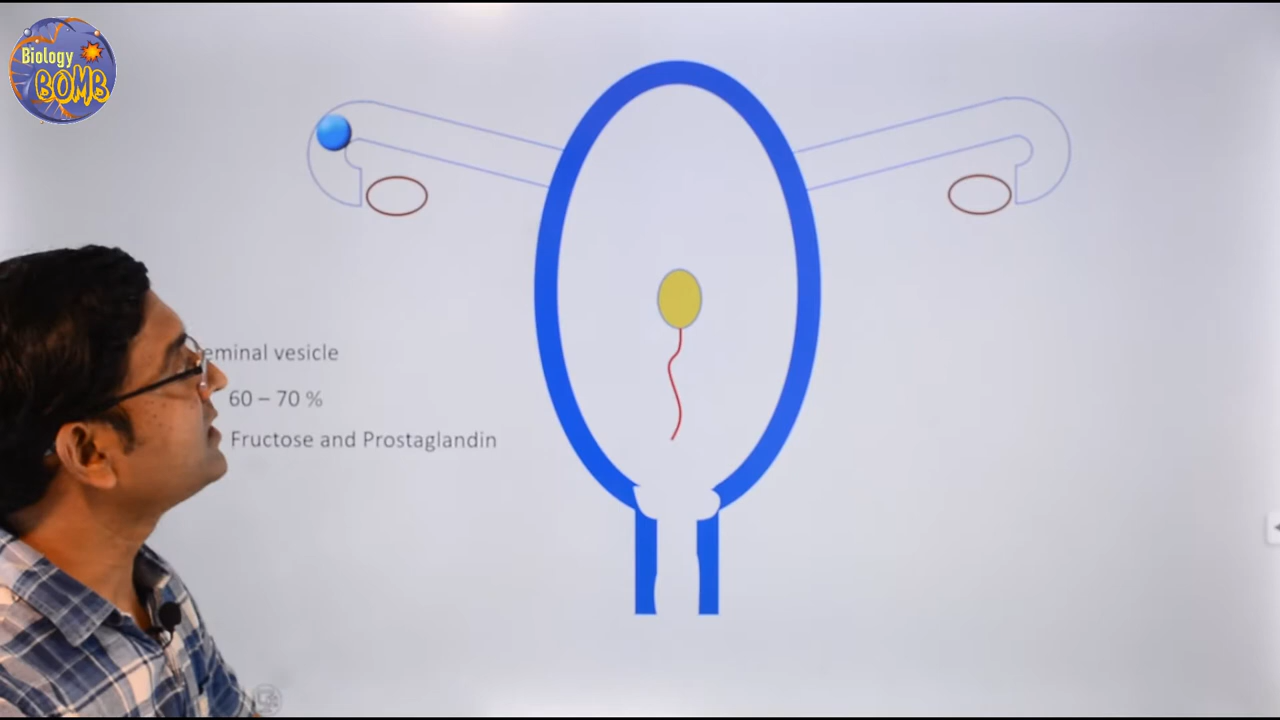 Biology
BOMB
eminal vesicle
60 – 70 %
Fructose and Prostaglandin